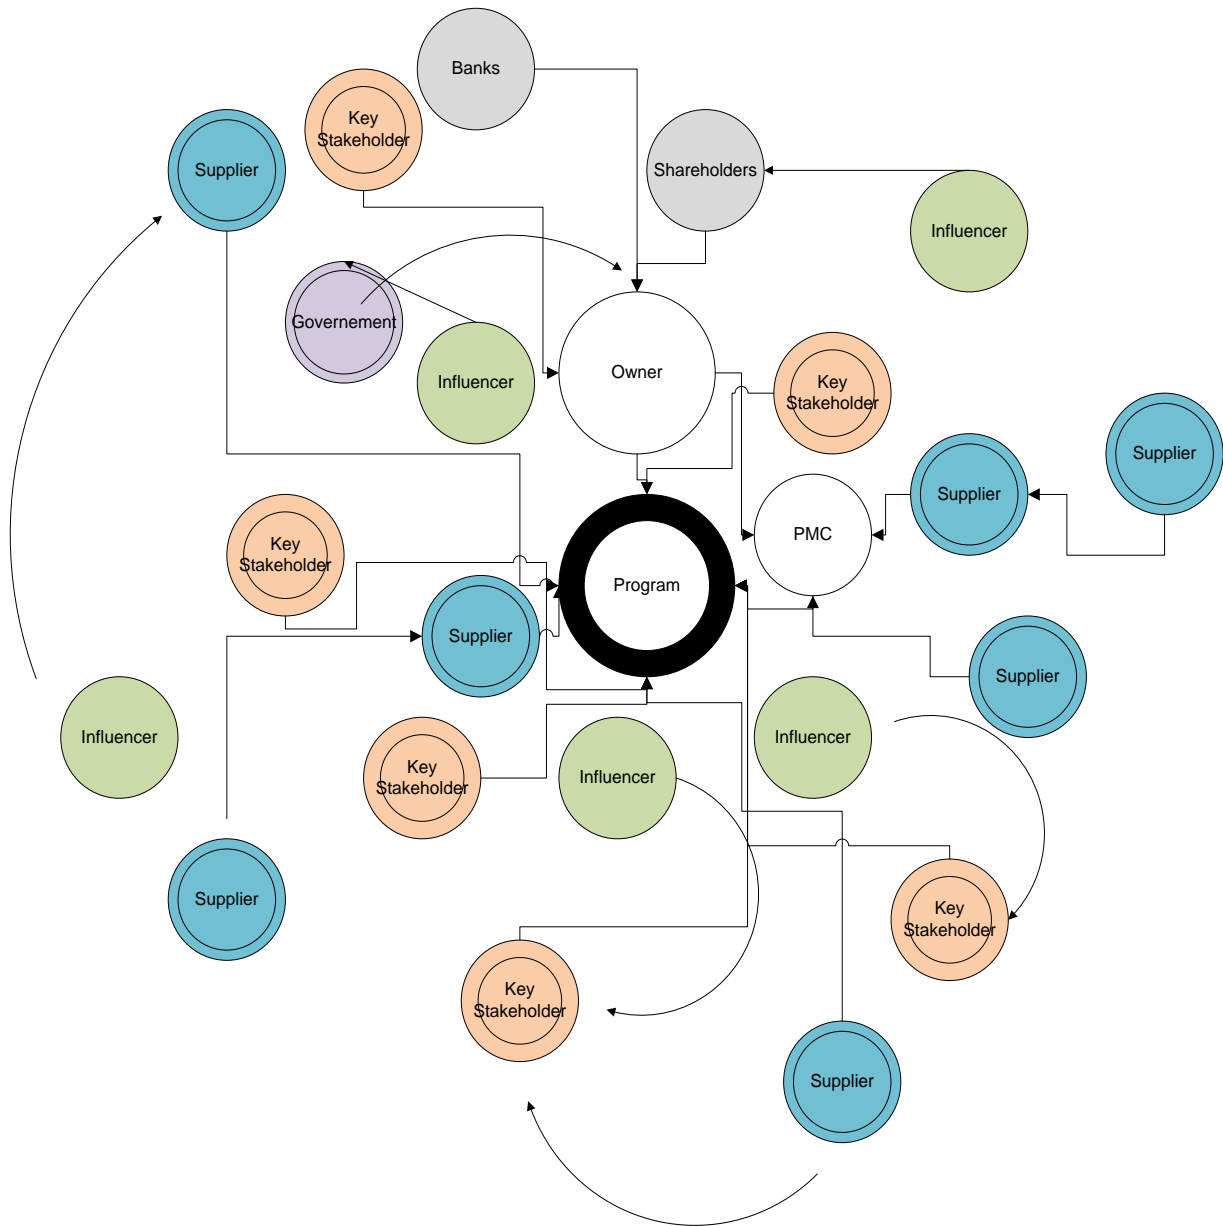 Banks
Key
Stakeholder
Supplier
Shareholders
Influencer
Governement
Influencer
Owner
Key
Stakeholder
Supplier
Supplier
PMC
Key
Stakeholder
Program
Supplier
Supplier
Influencer
Influencer
Key
Stakeholder
Influencer
Supplier
Key
Stakeholder
Key
Stakeholder
Supplier